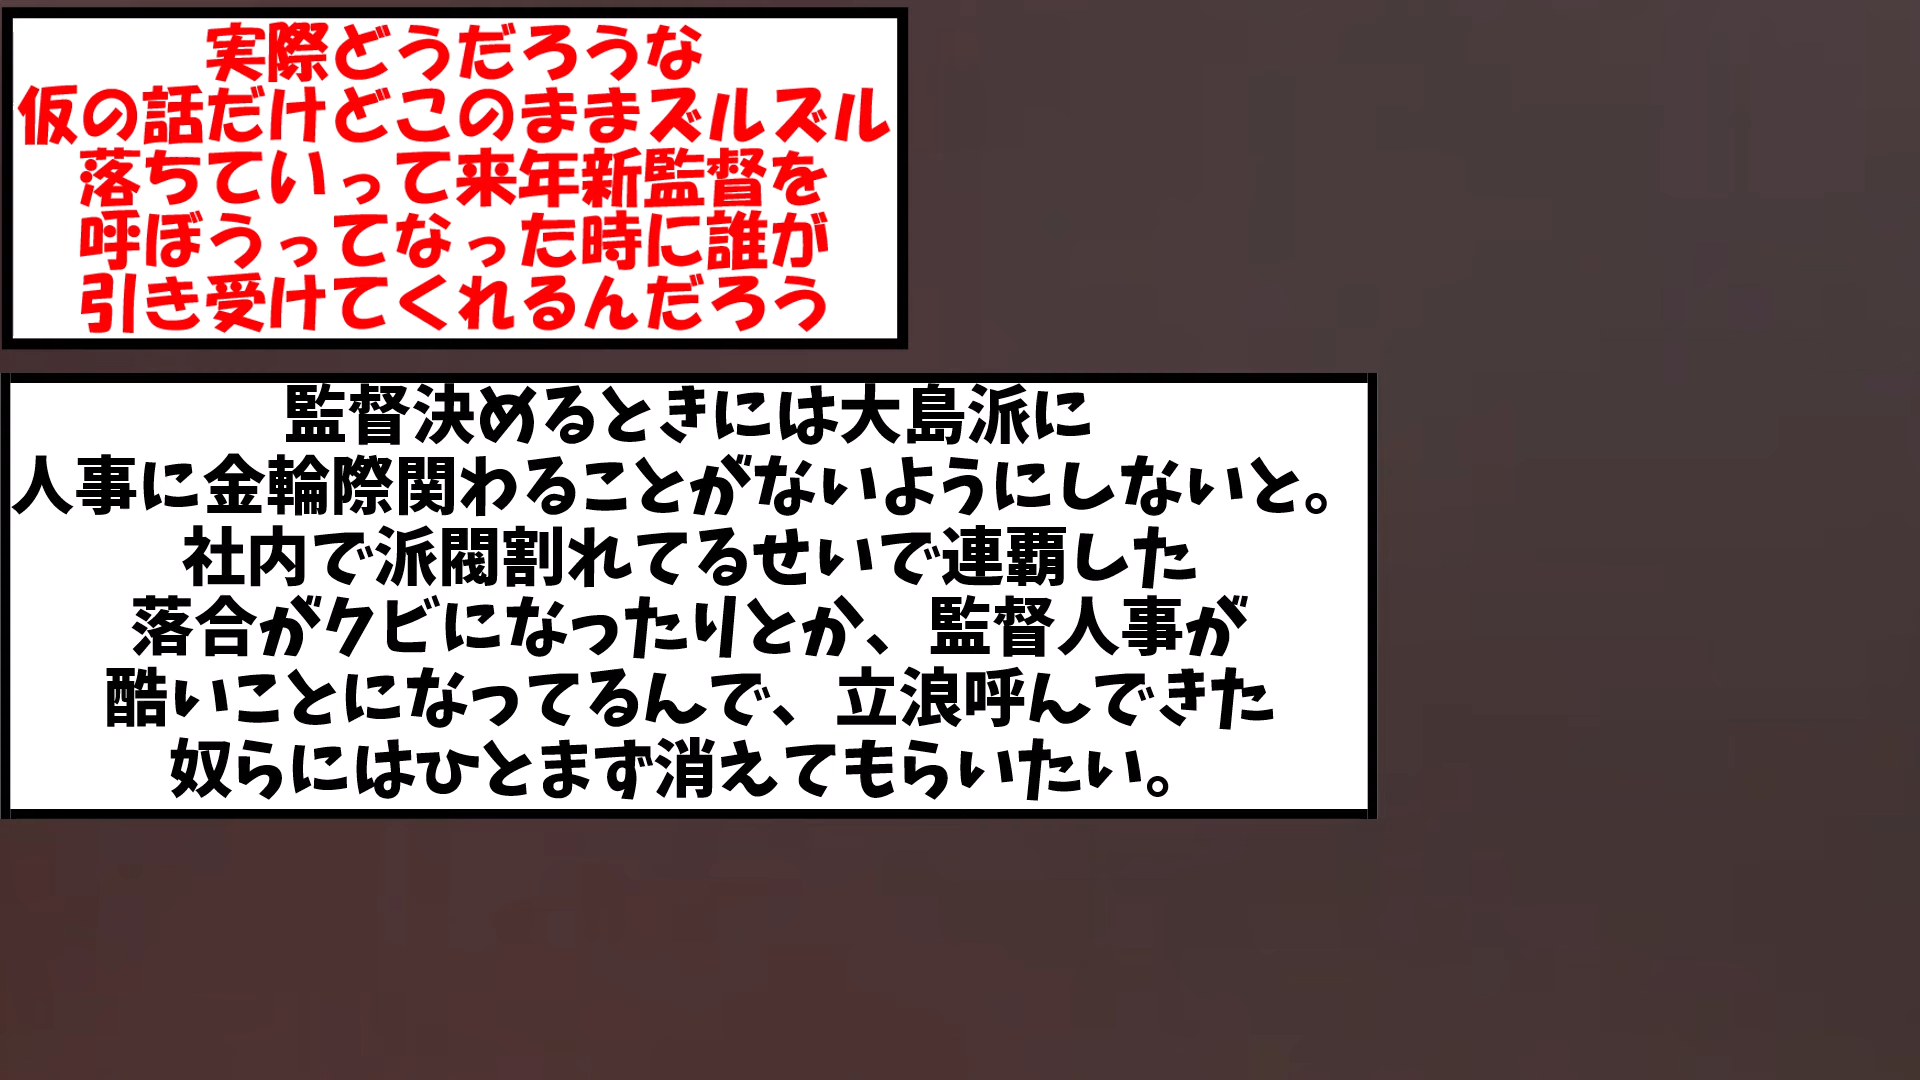 実際どうだろうな
仮の話だけどこのままズルズル
落ちていって来年新監督を
呼ぼうってなった時に誰が
引き受けてくれるんだろう
監督決めるときには大島派に
人事に金輪際関わることがないようにしないと。
社内で派閥割れてるせいで連覇した
落合がクビになったりとか、監督人事が
酷いことになってるんで、立浪呼んできた
奴らにはひとまず消えてもらいたい。